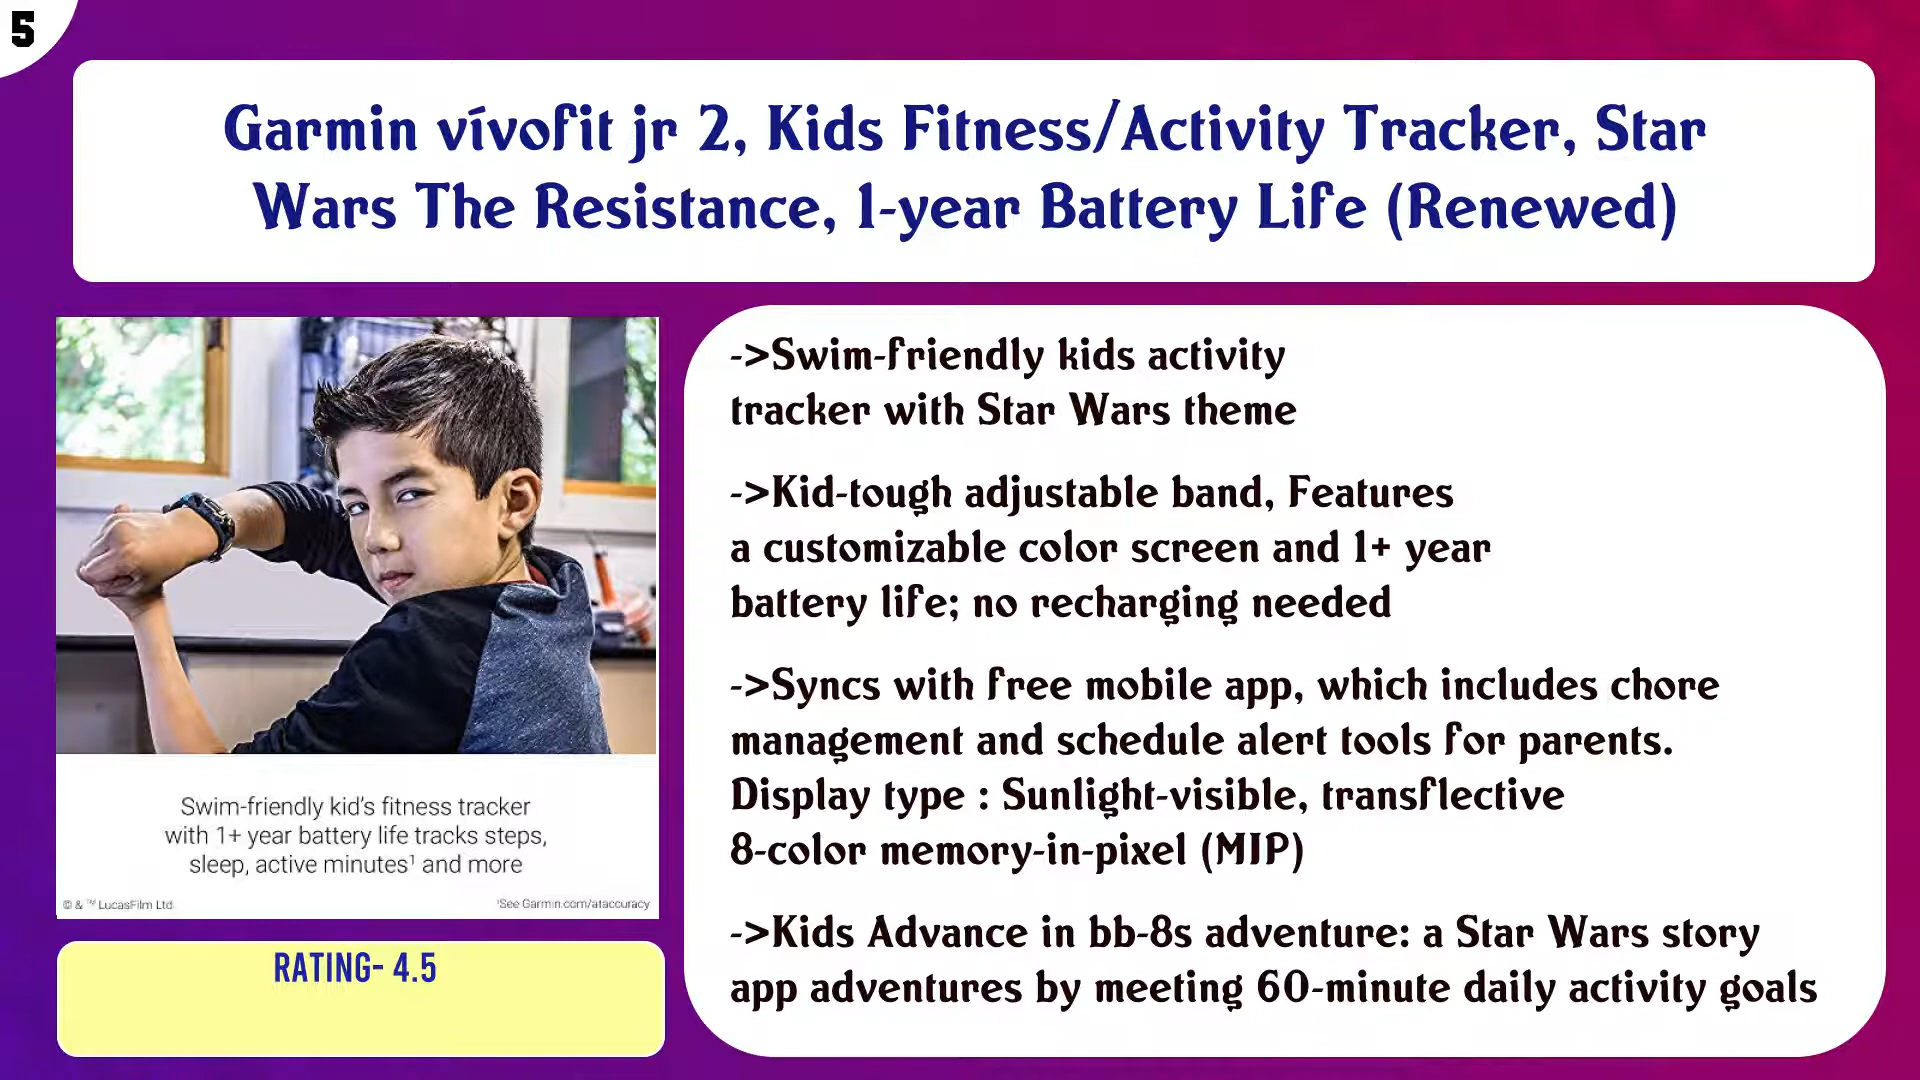 5
Garmin vívofit jr 2, Kids Fitness/Activity Tracker, Star
Wars The Resistance, 1-year Battery Life (Renewed)
->Swim-friendly kids activity
tracker with Star Wars theme
->Kid-tough adjustable band, Features
a customizable color screen and 1+ year
battery life; no recharging needed
->Syncs with free mobile app, which includes chore
management and schedule alert tools for parents.
Display type : Sunlight-visible, transflective
8-color memory-in-pixel (MIP)
->Kids Advance in bb-8s adventure: a Star Wars story
app adventures by meeting 60-minute daily activity goals
Swim-friendly kid's fitness tracker
with 1+ year battery life tracks steps,
sleep, active minutes¹ and more
© & ™ LucasFilm Ltd.
¹See Garmin.com/ataccuracy
RATING- 4.5